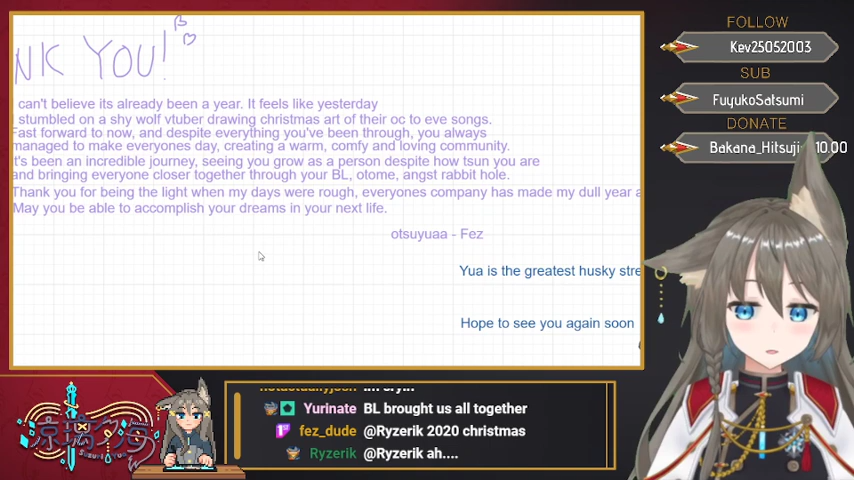 NK YOU!
can't believe its already been a year. It feels like yesterday
stumbled on a shy wolf vtuber drawing christmas art of their oc to eve songs.
Fast forward to now, and despite everything you've been through, you always
managed to make everyones day, creating a warm, comfy and loving community.
t's been an incredible journey, seeing you grow as a person despite how tsun you are
and bringing everyone closer together through your BL, otome, angst rabbit hole.
Thank you for being the light when my days were rough, everyones company has made my dull year a
May you be able to accomplish your dreams in your next life.
otsuyuaa - Fez
Yua is the greatest husky stre
Hope to see you again soon
FOLLOW
Kev25052003
SUB
FuyukoSatsumi
DONATE
Bakana_Hitsuji 10.00
Yurinate BL brought us all together
fez_dude @Ryzerik 2020 christmas
Ryzerik @Ryzerik ah....
涼璃夕海